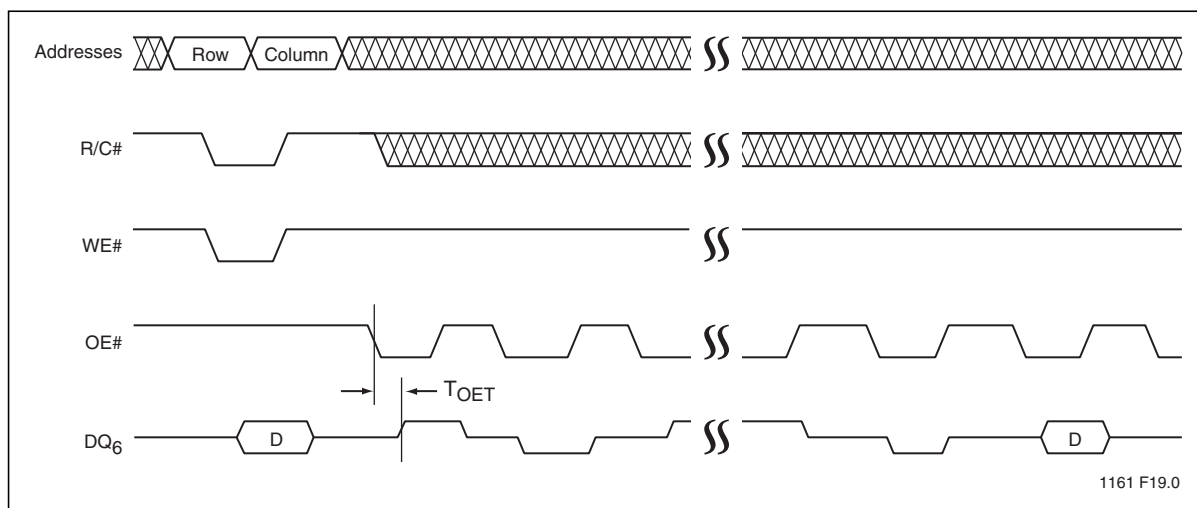 Addresses Row Column
R/C#
WE#
OE#
TOET
DQ6 D D
1161 F19.0